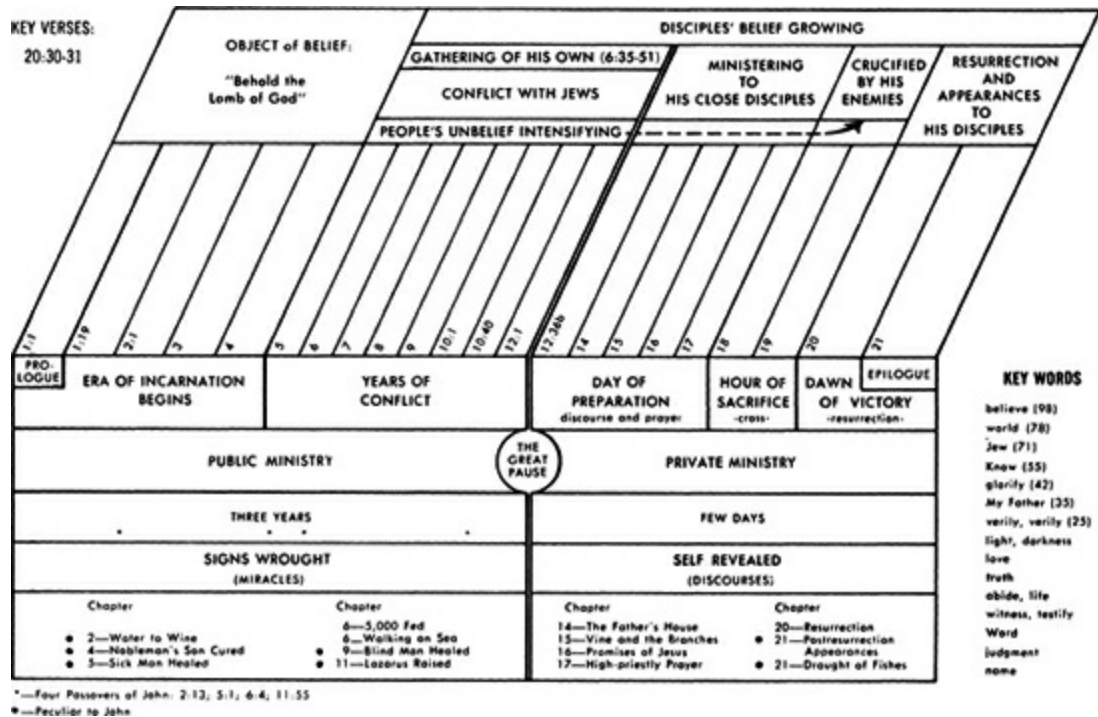 KEY VERSES:
20:30-31
OBJECT of BELIEF:
"Behold the
Lamb of God"
DISCIPLES' BELIEF GROWING
GATHERING OF HIS OWN (6:35-51)
CONFLICT WITH JEWS
PEOPLE'S UNBELIEF INTENSIFYING
MINISTERING
TO
HIS CLOSE DISCIPLES
CRUCIFIED
BY HIS
ENEMIES
RESURRECTION
AND
APPEARANCES
TO
HIS DISCIPLES
1:1
1:19
2:1
3
4
5
6
7
8
9
10:1
10:40
12:1
12:36b
14
15
16
17
18
19
20
21
PRO-
LOGUE
ERA OF INCARNATION
BEGINS
YEARS OF
CONFLICT
DAY OF
PREPARATION
discourse and prayer
HOUR OF
SACRIFICE
-cross-
DAWN
OF VICTORY
-resurrection-
EPILOGUE
PUBLIC MINISTRY
THE
GREAT
PAUSE
PRIVATE MINISTRY
THREE YEARS
FEW DAYS
SIGNS WROUGHT
(MIRACLES)
SELF REVEALED
(DISCOURSES)
Chapter
• 2—Water to Wine
• 4—Nobleman's Son Cured
• 5—Sick Man Healed
Chapter
6—5,000 Fed
6—Walking on Sea
• 9—Blind Man Healed
• 11—Lazarus Raised
Chapter
14—The Father's House
15—Vine and the Branches
16—Promises of Jesus
17—High-priestly Prayer
Chapter
20—Resurrection
• 21—Postresurrection
Appearances
• 21—Draught of Fishes
KEY WORDS
believe (98)
world (78)
Jew (71)
Know (55)
glorify (42)
My Father (35)
verily, verily (25)
light, darkness
love
truth
abide, life
witness, testify
Word
judgment
name
*—Four Passovers of John: 2:13; 5:1; 6:4; 11:55
•—Peculiar to John